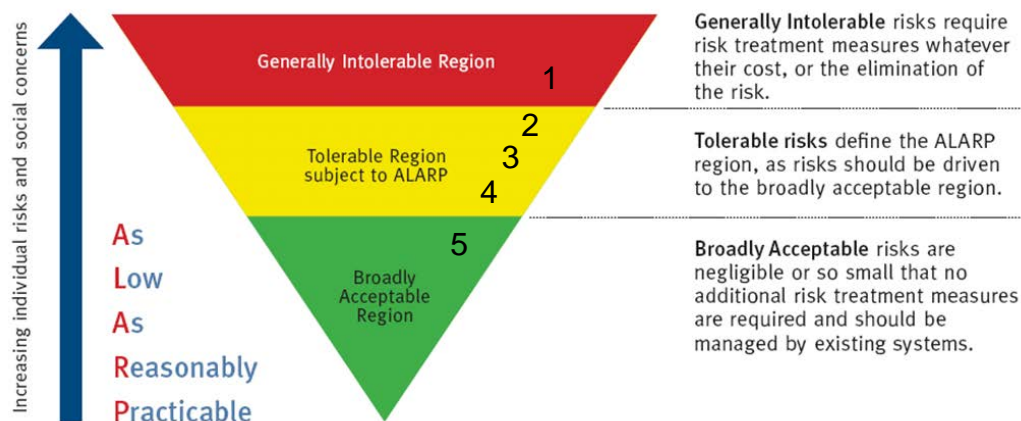 Increasing individual risks and social concerns
Generally Intolerable Region
1
2
Tolerable Region
subject to ALARP
3
4
5
Broadly
Acceptable
Region
As
Low
As
Reasonably
Practicable
Generally Intolerable risks require
risk treatment measures whatever
their cost, or the elimination of
the risk.
Tolerable risks define the ALARP
region, as risks should be driven
to the broadly acceptable region.
Broadly Acceptable risks are
negligible or so small that no
additional risk treatment measures
are required and should be
managed by existing systems.